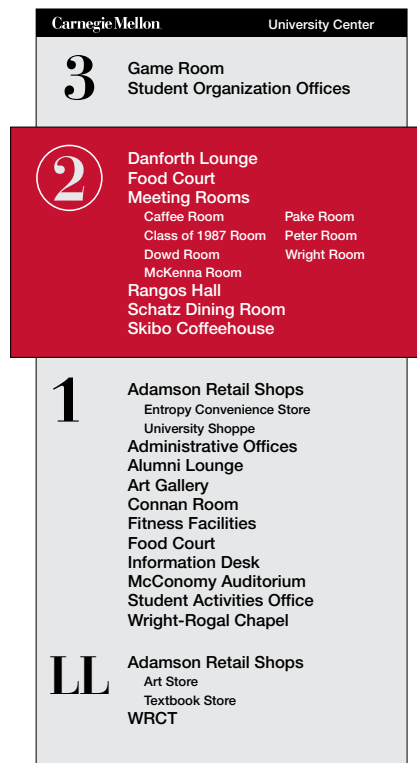 Carnegie Mellon University Center
3
Game Room
Student Organization Offices
2
Danforth Lounge
Food Court
Meeting Rooms
Caffee Room Pake Room
Class of 1987 Room Peter Room
Dowd Room Wright Room
McKenna Room
Rangos Hall
Schatz Dining Room
Skibo Coffeehouse
1
Adamson Retail Shops
Entropy Convenience Store
University Shoppe
Administrative Offices
Alumni Lounge
Art Gallery
Connan Room
Fitness Facilities
Food Court
Information Desk
McConomy Auditorium
Student Activities Office
Wright-Rogal Chapel
LL
Adamson Retail Shops
Art Store
Textbook Store
WRCT